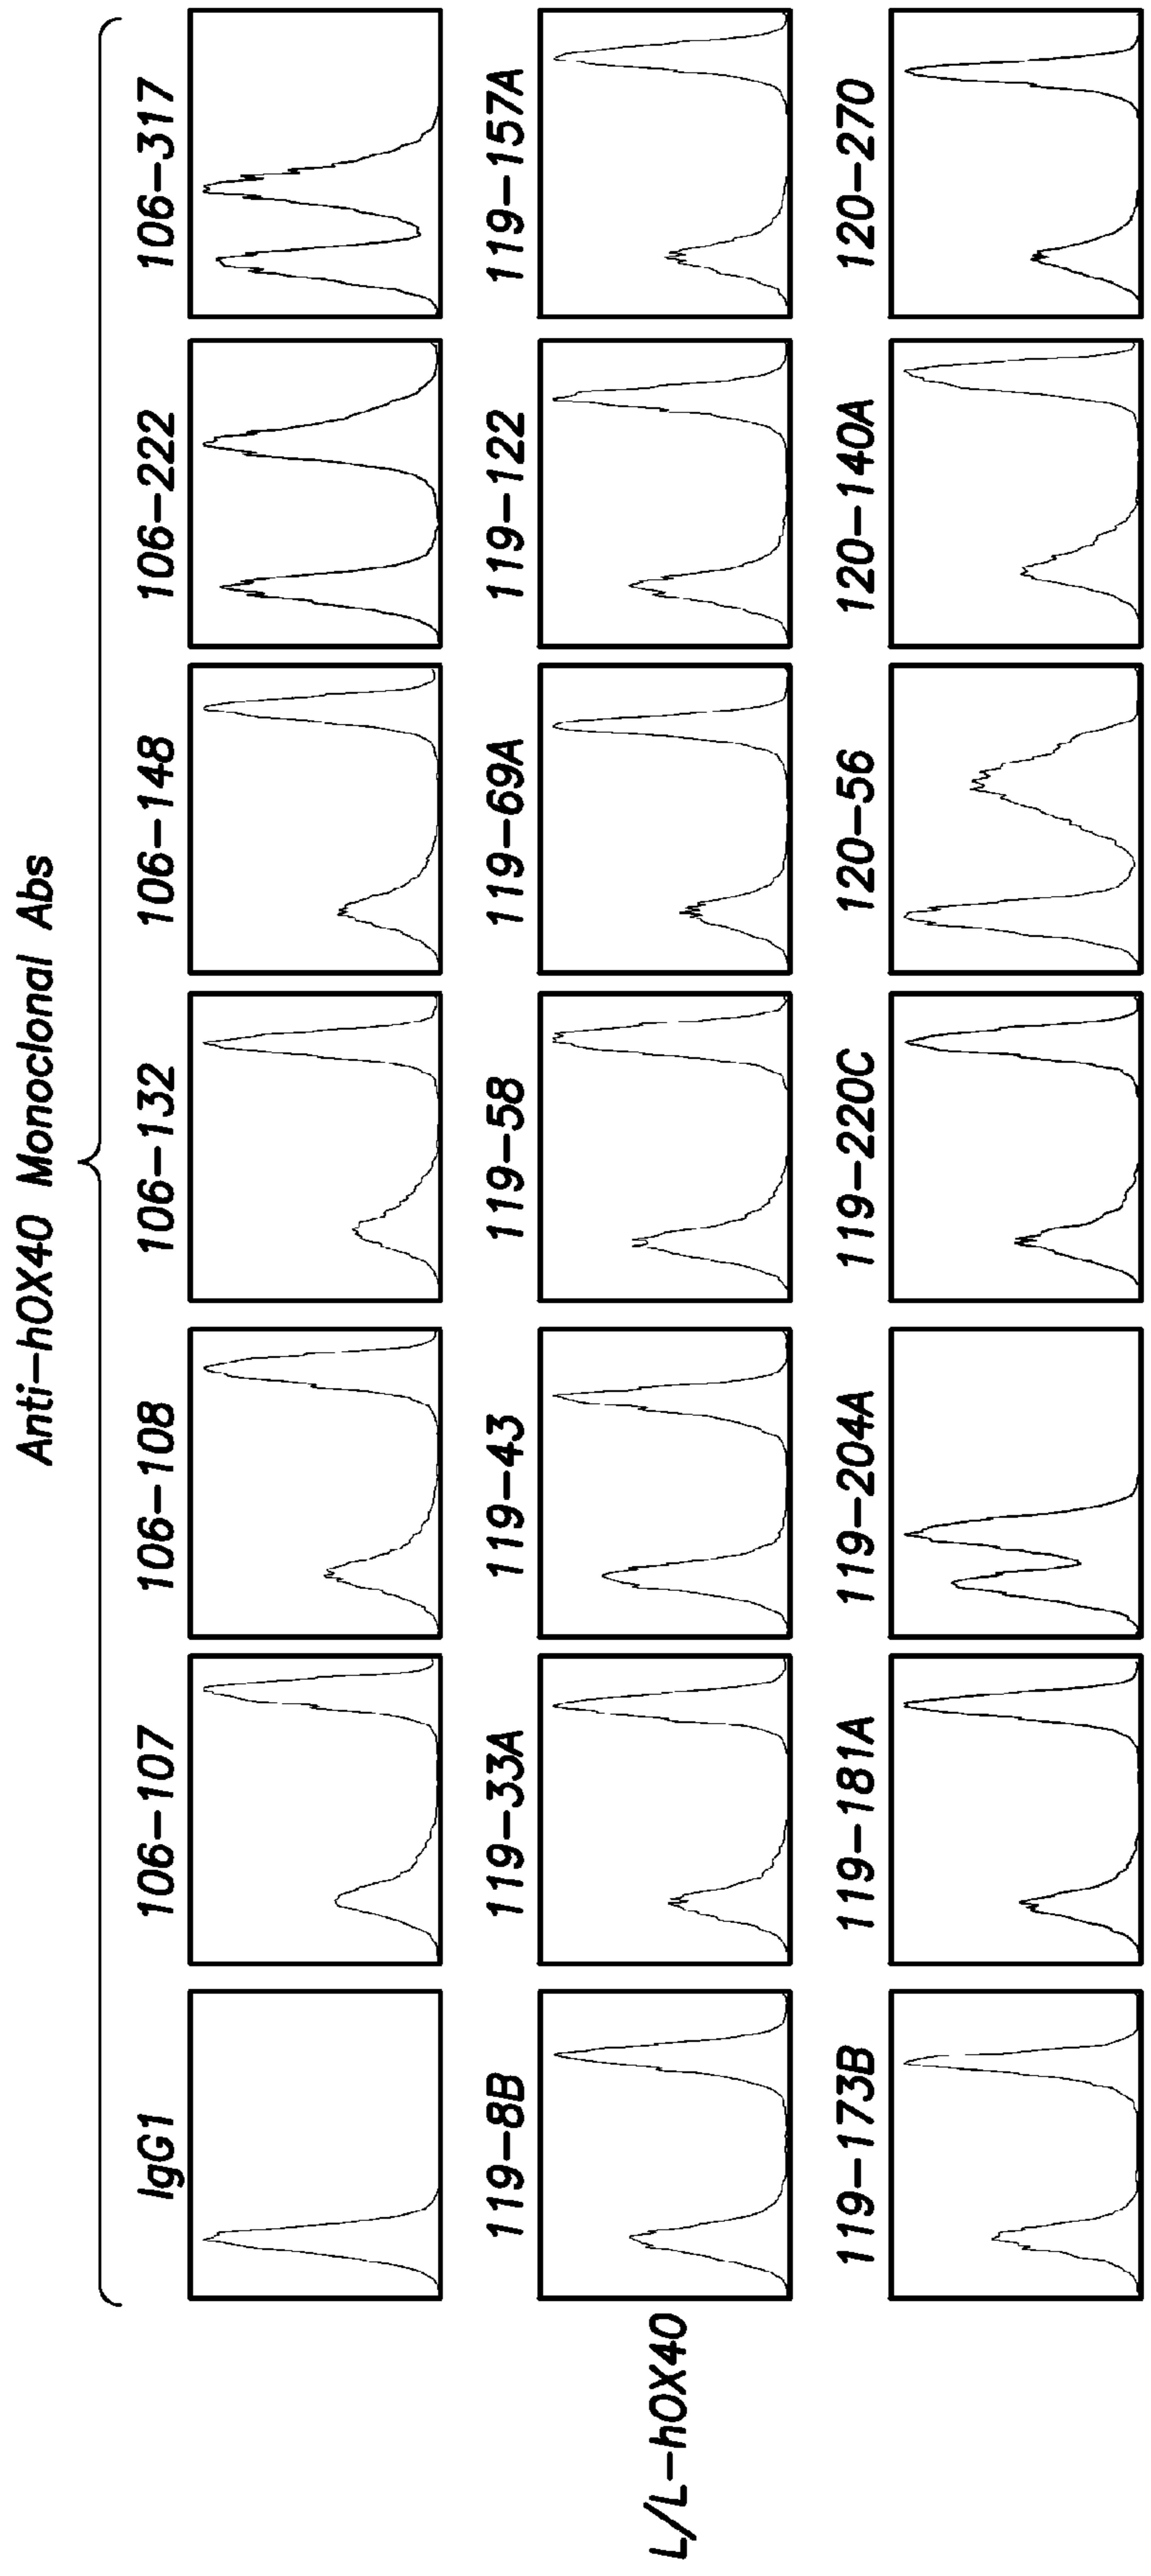 Anti-hOX40 Monoclonal Abs
IgG1 106-107 106-108 106-132 106-148 106-222 106-317
119-8B 119-33A 119-43 119-58 119-69A 119-122 119-157A
L/L-hOX40
119-173B 119-181A 119-204A 119-220C 120-56 120-140A 120-270